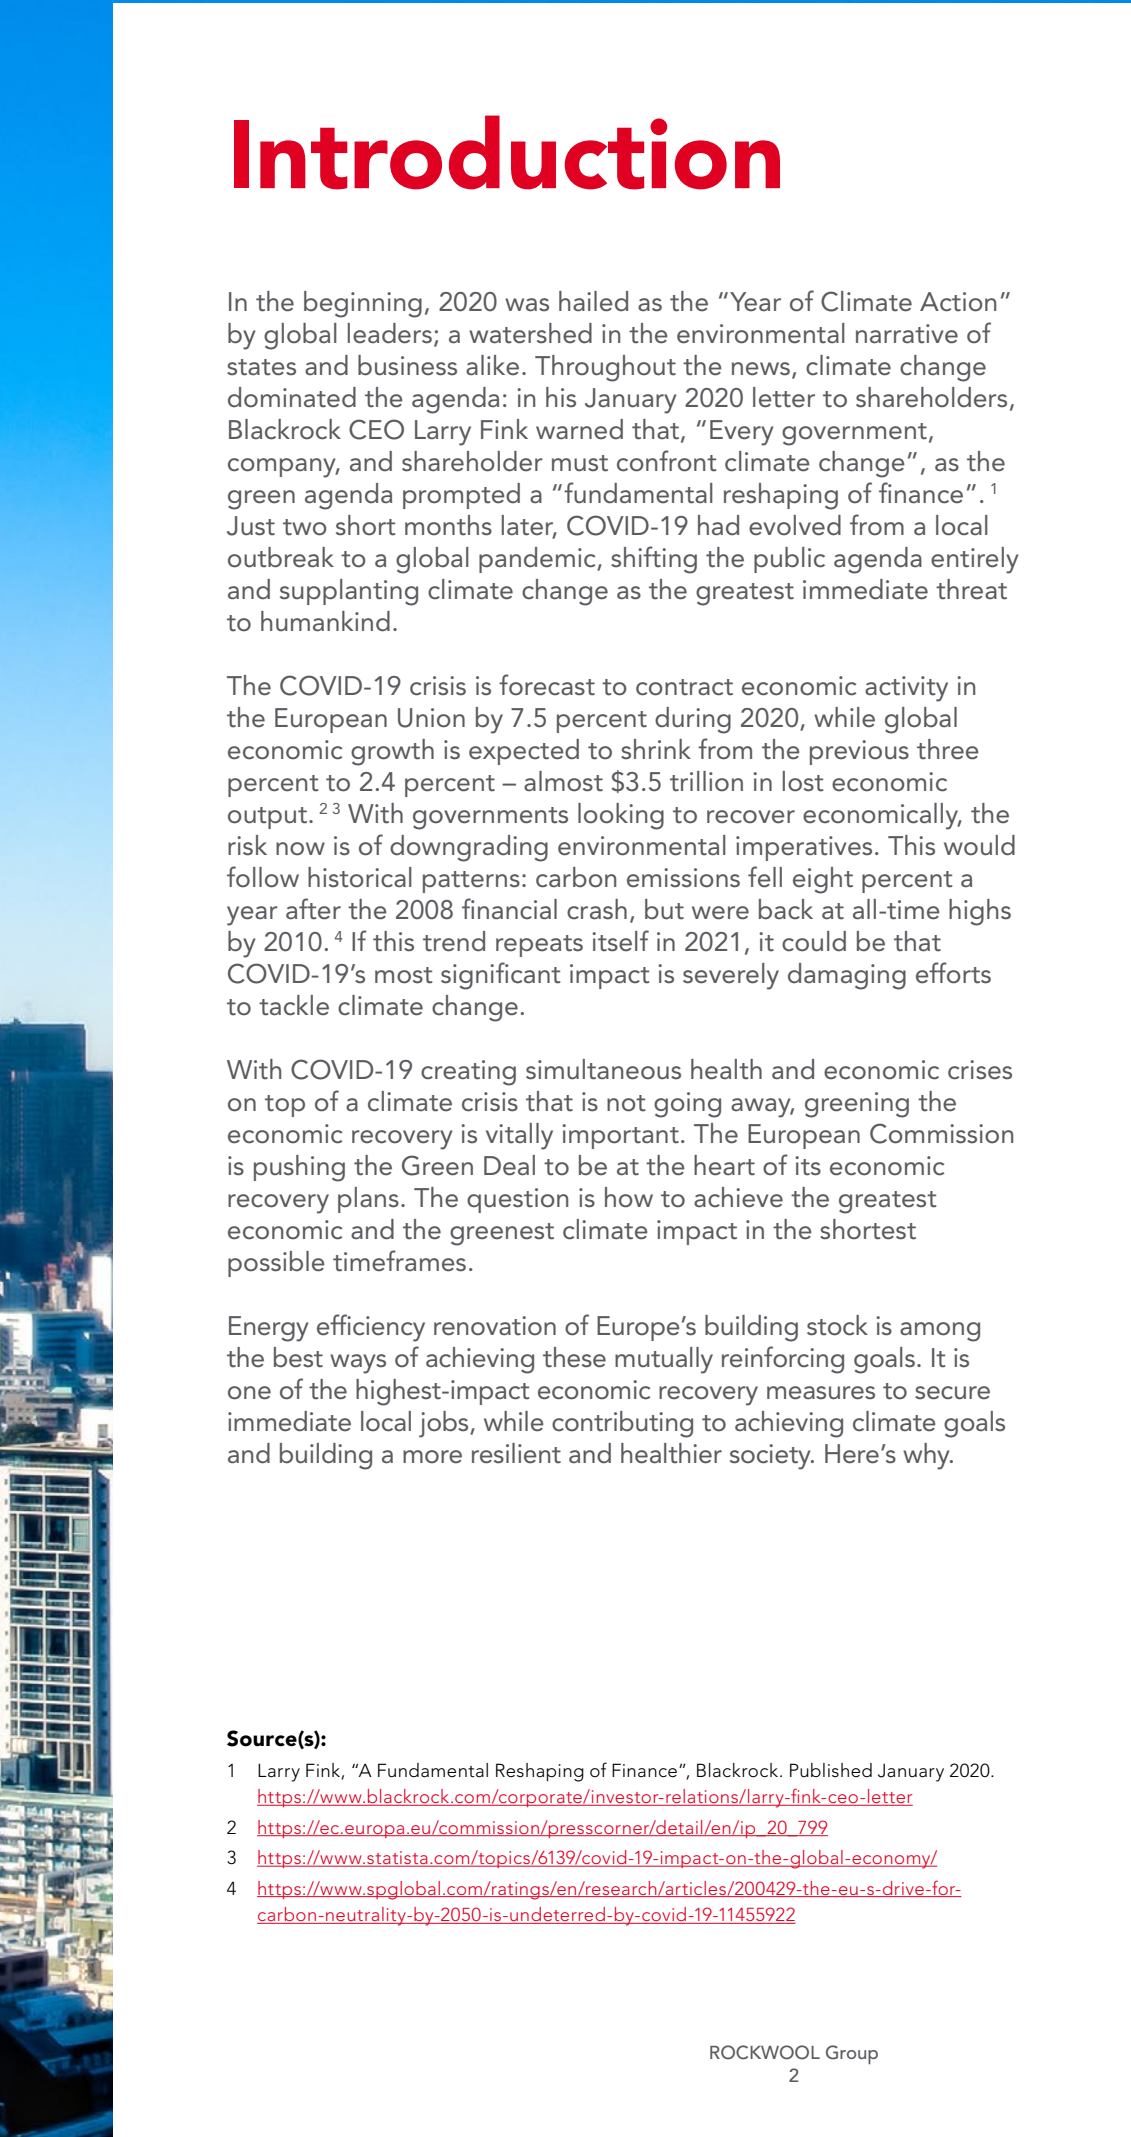 Introduction
In the beginning, 2020 was hailed as the “Year of Climate Action”
by global leaders; a watershed in the environmental narrative of
states and business alike. Throughout the news, climate change
dominated the agenda: in his January 2020 letter to shareholders,
Blackrock CEO Larry Fink warned that, “Every government,
company, and shareholder must confront climate change”, as the
green agenda prompted a “fundamental reshaping of finance”. 1
Just two short months later, COVID-19 had evolved from a local
outbreak to a global pandemic, shifting the public agenda entirely
and supplanting climate change as the greatest immediate threat
to humankind.
The COVID-19 crisis is forecast to contract economic activity in
the European Union by 7.5 percent during 2020, while global
economic growth is expected to shrink from the previous three
percent to 2.4 percent – almost $3.5 trillion in lost economic
output. 2 3 With governments looking to recover economically, the
risk now is of downgrading environmental imperatives. This would
follow historical patterns: carbon emissions fell eight percent a
year after the 2008 financial crash, but were back at all-time highs
by 2010. 4 If this trend repeats itself in 2021, it could be that
COVID-19’s most significant impact is severely damaging efforts
to tackle climate change.
With COVID-19 creating simultaneous health and economic crises
on top of a climate crisis that is not going away, greening the
economic recovery is vitally important. The European Commission
is pushing the Green Deal to be at the heart of its economic
recovery plans. The question is how to achieve the greatest
economic and the greenest climate impact in the shortest
possible timeframes.
Energy efficiency renovation of Europe’s building stock is among
the best ways of achieving these mutually reinforcing goals. It is
one of the highest-impact economic recovery measures to secure
immediate local jobs, while contributing to achieving climate goals
and building a more resilient and healthier society. Here’s why.
Source(s):
1 Larry Fink, “A Fundamental Reshaping of Finance”, Blackrock. Published January 2020.
https://www.blackrock.com/corporate/investor-relations/larry-fink-ceo-letter
2 https://ec.europa.eu/commission/presscorner/detail/en/ip_20_799
3 https://www.statista.com/topics/6139/covid-19-impact-on-the-global-economy/
4 https://www.spglobal.com/ratings/en/research/articles/200429-the-eu-s-drive-for-
carbon-neutrality-by-2050-is-undeterred-by-covid-19-11455922
ROCKWOOL Group
2